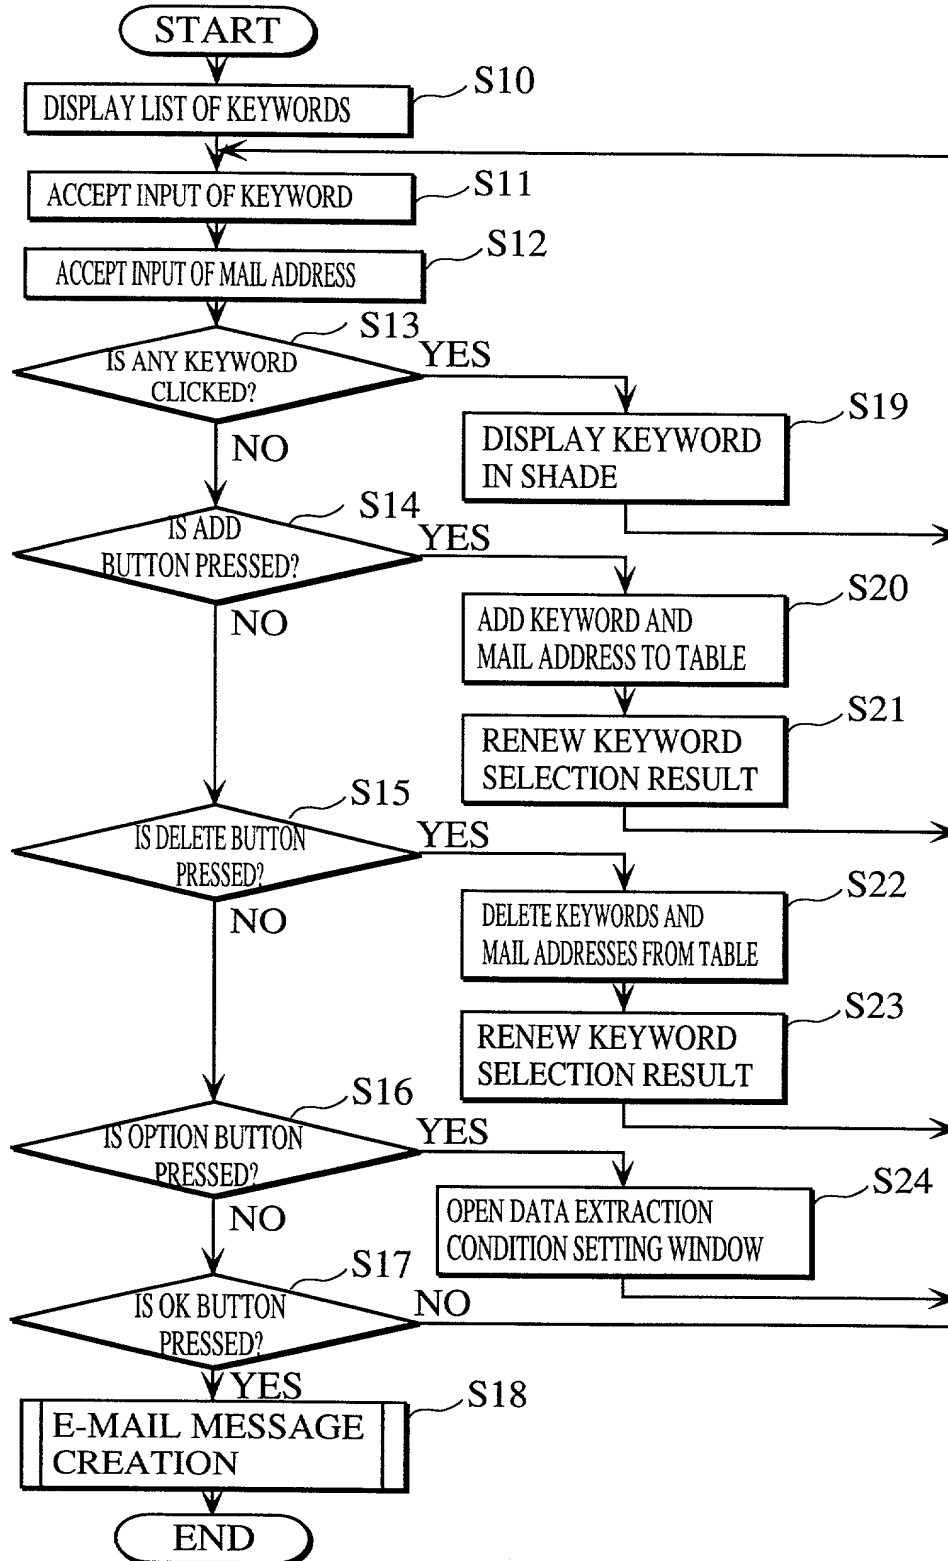 START
S10
DISPLAY LIST OF KEYWORDS
S11
ACCEPT INPUT OF KEYWORD
S12
ACCEPT INPUT OF MAIL ADDRESS
S13
IS ANY KEYWORD
CLICKED?
YES
NO
S19
DISPLAY KEYWORD
IN SHADE
S14
IS ADD
BUTTON PRESSED?
YES
NO
S20
ADD KEYWORD AND
MAIL ADDRESS TO TABLE
S21
RENEW KEYWORD
SELECTION RESULT
S15
IS DELETE BUTTON
PRESSED?
YES
NO
S22
DELETE KEYWORDS AND
MAIL ADDRESSES FROM TABLE
S23
RENEW KEYWORD
SELECTION RESULT
S16
IS OPTION BUTTON
PRESSED?
YES
NO
S24
OPEN DATA EXTRACTION
CONDITION SETTING WINDOW
S17
IS OK BUTTON
PRESSED?
NO
YES
S18
E-MAIL MESSAGE
CREATION
END